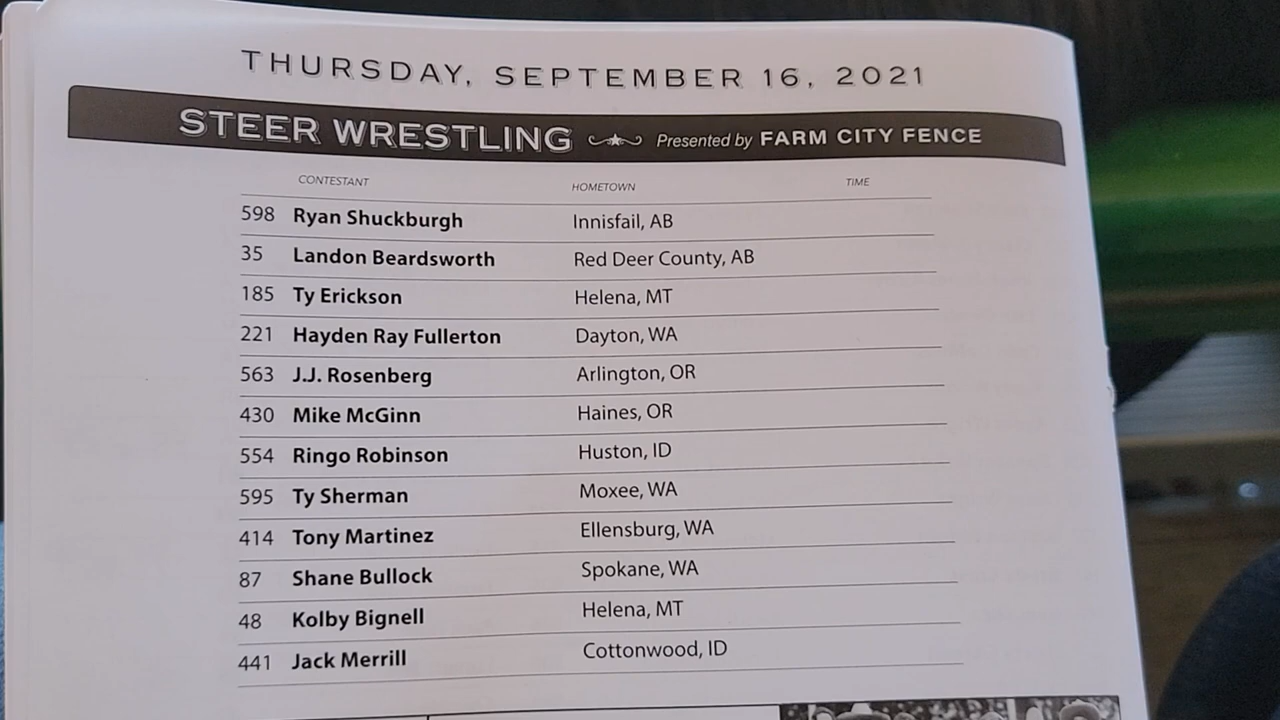 THURSDAY, SEPTEMBER 16, 2021
STEER WRESTLING Presented by FARM CITY FENCE
CONTESTANT HOMETOWN TIME
598 Ryan Shuckburgh Innisfail, AB
35 Landon Beardsworth Red Deer County, AB
185 Ty Erickson Helena, MT
221 Hayden Ray Fullerton Dayton, WA
563 J.J. Rosenberg Arlington, OR
430 Mike McGinn Haines, OR
554 Ringo Robinson Huston, ID
595 Ty Sherman Moxee, WA
414 Tony Martinez Ellensburg, WA
87 Shane Bullock Spokane, WA
48 Kolby Bignell Helena, MT
441 Jack Merrill Cottonwood, ID